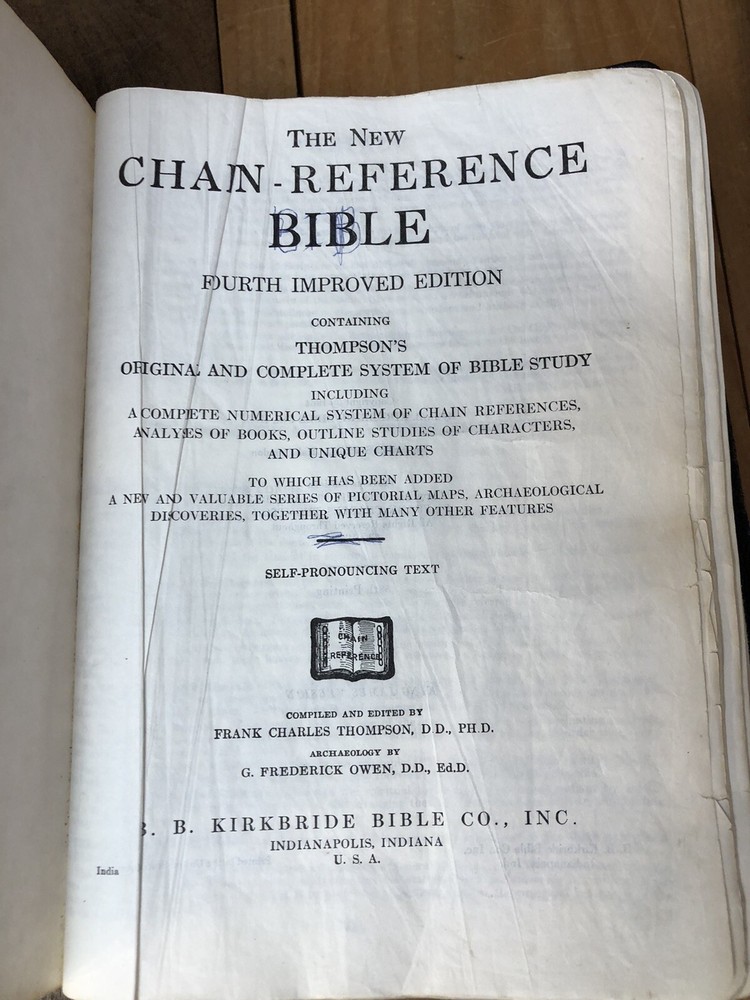 THE NEW
CHAIN-REFERENCE
BIBLE
FOURTH IMPROVED EDITION
CONTAINING
THOMPSON'S
ORIGINAL AND COMPLETE SYSTEM OF BIBLE STUDY
INCLUDING
A COMPLETE NUMERICAL SYSTEM OF CHAIN REFERENCES,
ANALYSES OF BOOKS, OUTLINE STUDIES OF CHARACTERS,
AND UNIQUE CHARTS
TO WHICH HAS BEEN ADDED
A NEW AND VALUABLE SERIES OF PICTORIAL MAPS, ARCHAEOLOGICAL
DISCOVERIES, TOGETHER WITH MANY OTHER FEATURES
SELF-PRONOUNCING TEXT
CHAIN
REFERENCE
COMPILED AND EDITED BY
FRANK CHARLES THOMPSON, D.D., PH.D.
ARCHAEOLOGY BY
G. FREDERICK OWEN, D.D., Ed.D.
B. B. KIRKBRIDE BIBLE CO., INC.
INDIANAPOLIS, INDIANA
U. S. A.
India